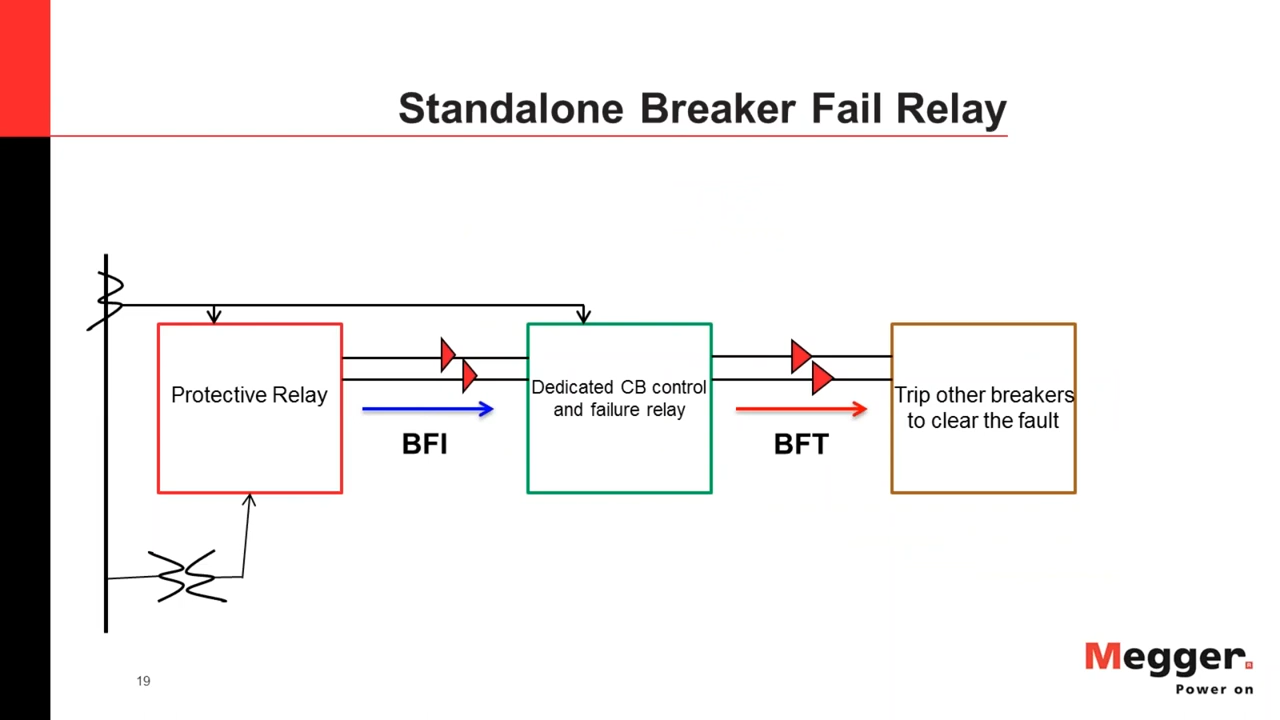 Standalone Breaker Fail Relay
Protective Relay
BFI
Dedicated CB control
and failure relay
BFT
Trip other breakers
to clear the fault
19
Megger.
Power on